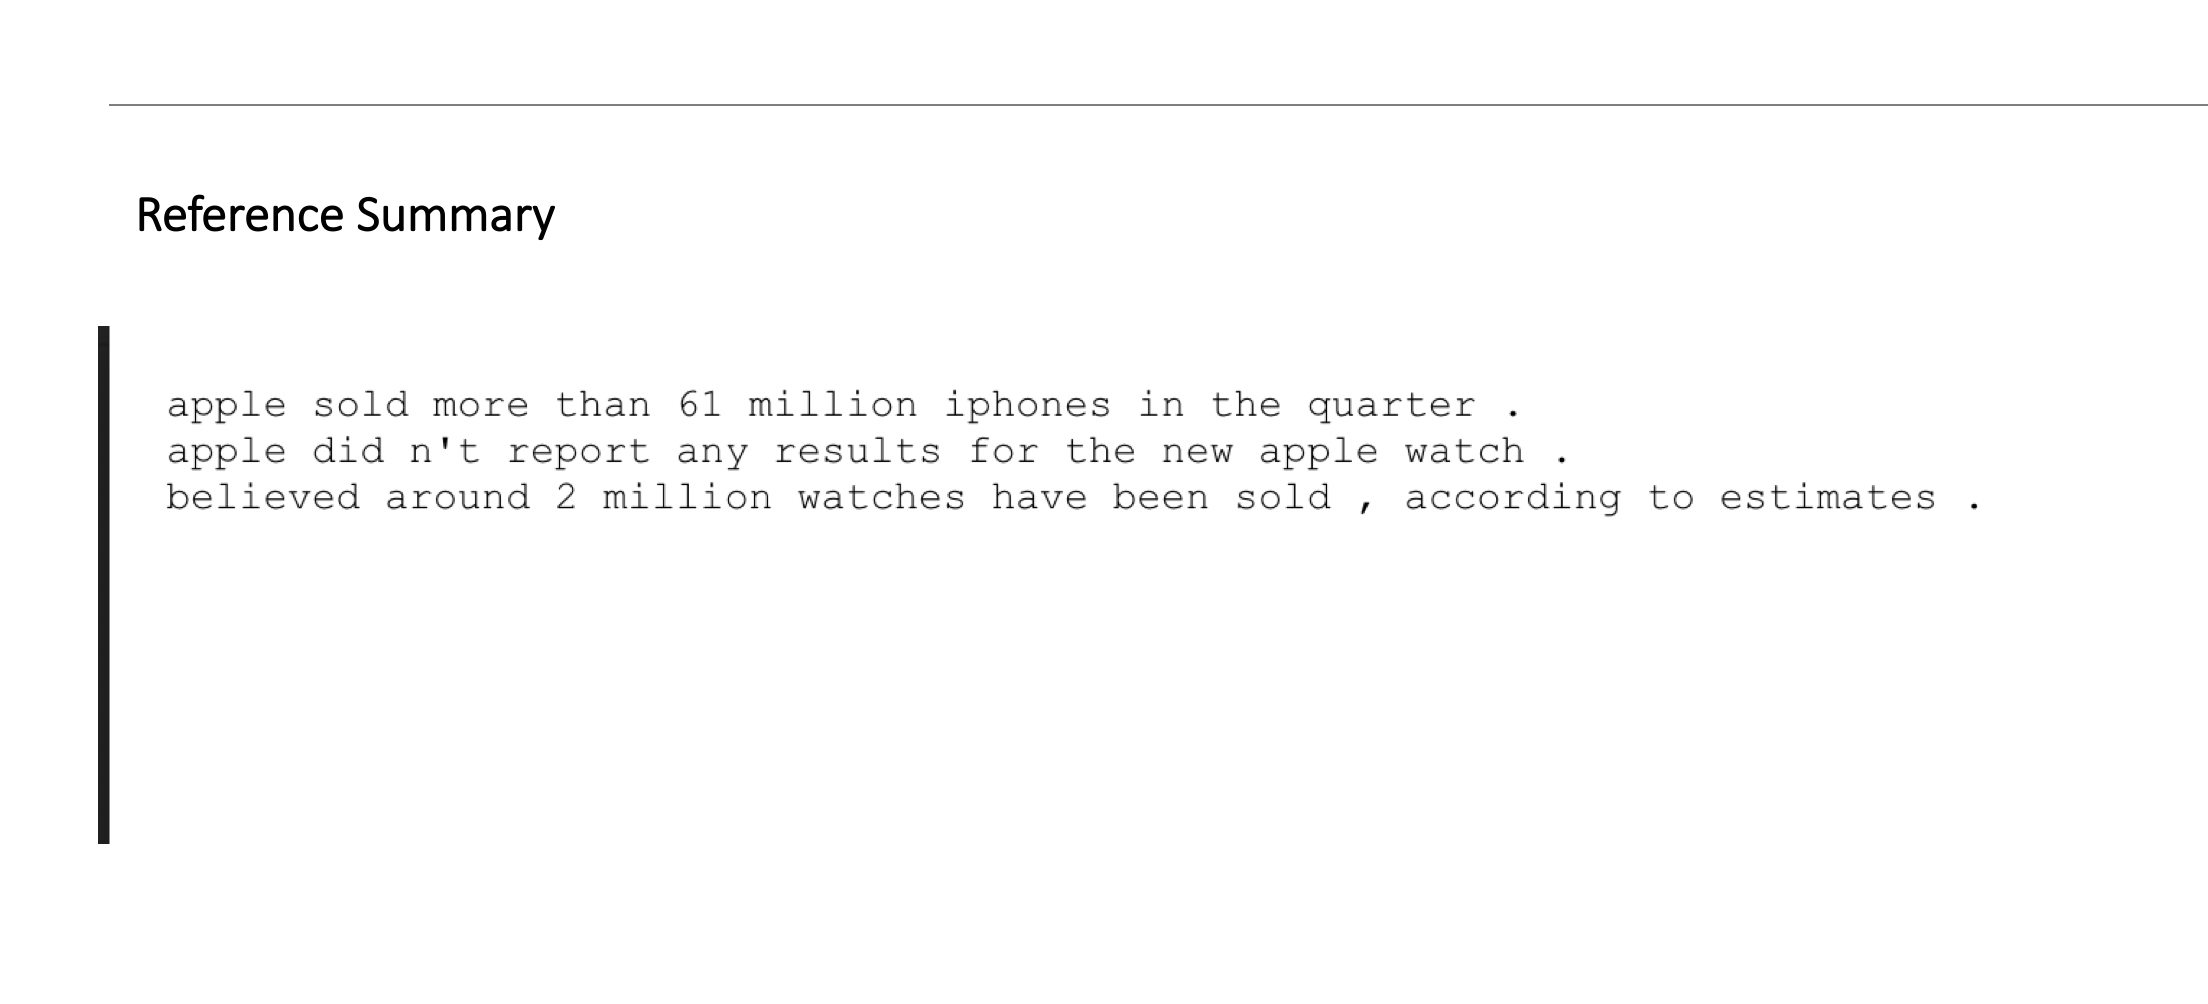 Reference Summary
apple sold more than 61 million iphones in the quarter .
apple did n't report any results for the new apple watch .
believed around 2 million watches have been sold , according to estimates .